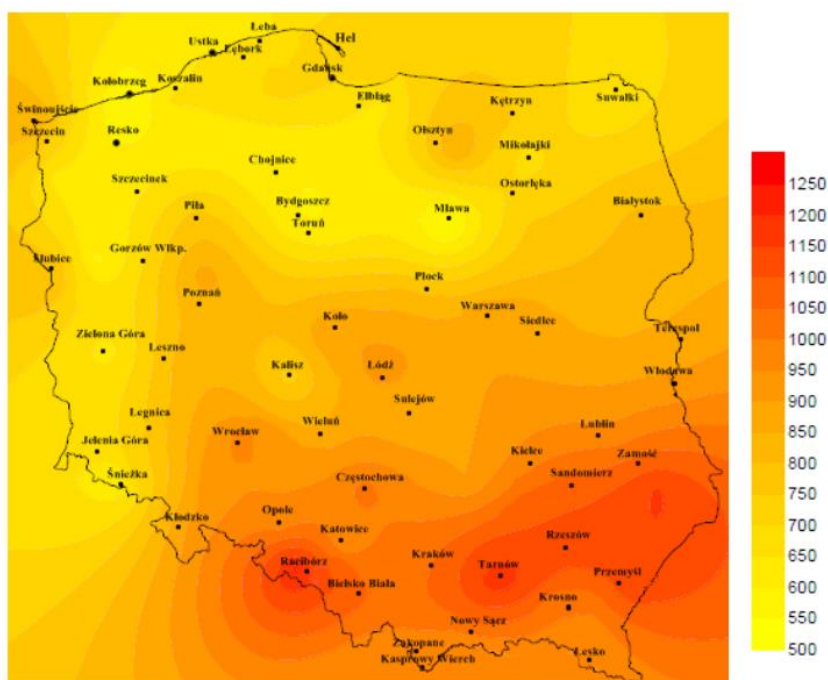 Łeba
Ustka
Hel
Lębork
Gdańsk
Kołobrzeg
Koszalin
Elbląg
Suwałki
Świnoujście
Kętrzyn
Szczecin
Resko
Olsztyn
Mikołajki
Chojnice
Szczecinek
Ostorłęka
Piła
Bydgoszcz
Mława
Białystok
Toruń
Gorzów Wlkp.
Słubice
Płock
Poznań
Koło
Warszawa
Siedlce
Terespol
Zielona Góra
Leszno
Kalisz
Łódź
Włodawa
Sulejów
Legnica
Wrocław
Wieluń
Lublin
Jelenia Góra
Kielce
Zamość
Śnieżka
Częstochowa
Sandomierz
Kłodzko
Opole
Katowice
Rzeszów
Racibórz
Kraków
Tarnów
Bielsko Biała
Przemyśl
Krosno
Nowy Sącz
Zakopane
Lesko
Kasprowy Wierch
1250
1200
1150
1100
1050
1000
950
900
850
800
750
700
650
600
550
500